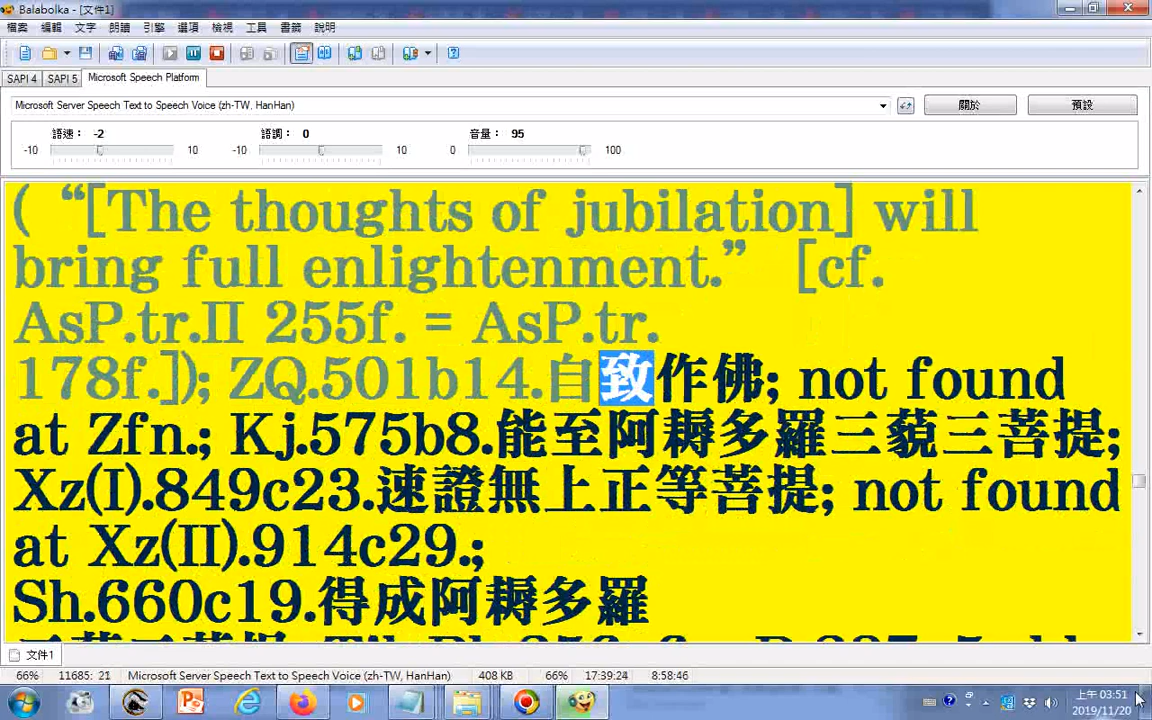 Balabolka - [文件1]
檔案 編輯 文字 朗讀 引擎 選項 檢視 工具 書籤 說明
SAPI 4 SAPI 5 Microsoft Speech Platform
Microsoft Server Speech Text to Speech Voice (zh-TW, HanHan) 關於 預設
語速： -2 語調： 0 音量： 95
-10 10 -10 10 0 100
(“[The thoughts of jubilation] will
bring full enlightenment.” [cf.
AsP.tr.II 255f. = AsP.tr.
178f.]); ZQ.501b14.自致作佛; not found
at Zfn.; Kj.575b8.能至阿耨多羅三藐三菩提;
Xz(I).849c23.速證無上正等菩提; not found
at Xz(II).914c29.;
Sh.660c19.得成阿耨多羅
文件1
66% 11685: 21 Microsoft Server Speech Text to Speech Voice (zh-TW, HanHan) 408 KB 66% 17:39:24 8:58:46
上午 03:51
2019/11/20